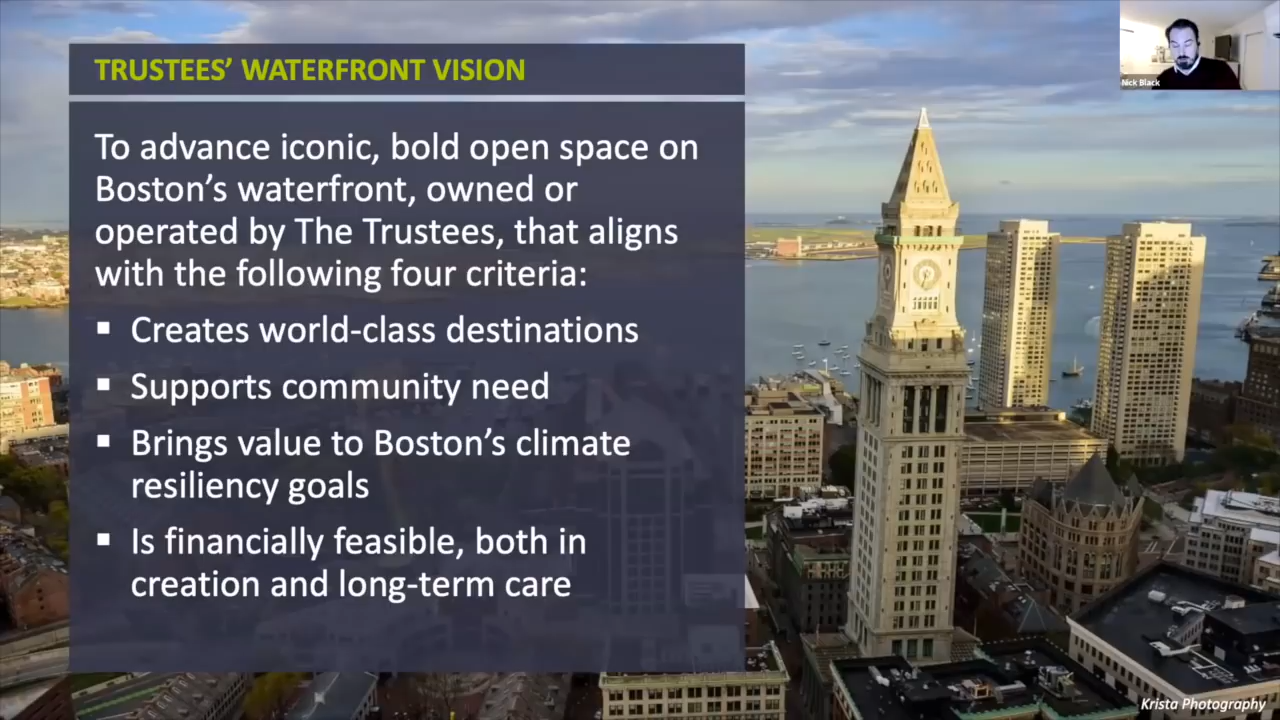 TRUSTEES’ WATERFRONT VISION
To advance iconic, bold open space on
Boston’s waterfront, owned or
operated by The Trustees, that aligns
with the following four criteria:
▪ Creates world-class destinations
▪ Supports community need
▪ Brings value to Boston’s climate
resiliency goals
▪ Is financially feasible, both in
creation and long-term care
Nick Black
Krista Photography